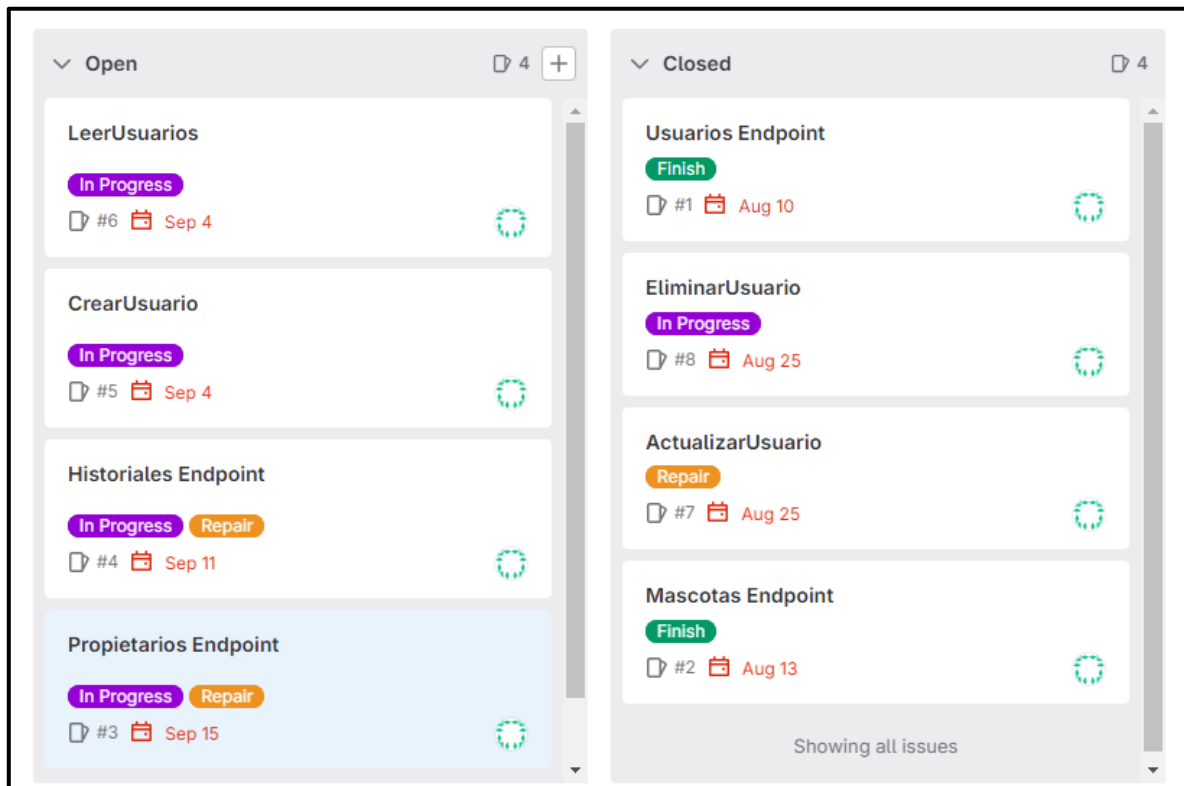 Open 4
LeerUsuarios
In Progress
#6 Sep 4
CrearUsuario
In Progress
#5 Sep 4
Historiales Endpoint
In Progress Repair
#4 Sep 11
Propietarios Endpoint
In Progress Repair
#3 Sep 15
Closed 4
Usuarios Endpoint
Finish
#1 Aug 10
EliminarUsuario
In Progress
#8 Aug 25
ActualizarUsuario
Repair
#7 Aug 25
Mascotas Endpoint
Finish
#2 Aug 13
Showing all issues